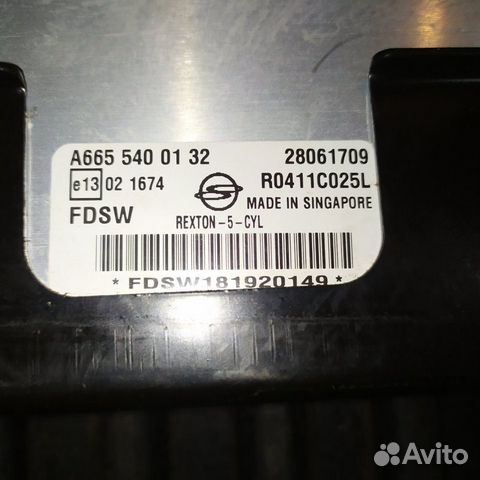 A665 540 01 32 28061709
e13 02 1674 R0411C025L
FDSW MADE IN SINGAPORE
REXTON-5-CYL
* FDSW181920149 *
Avito